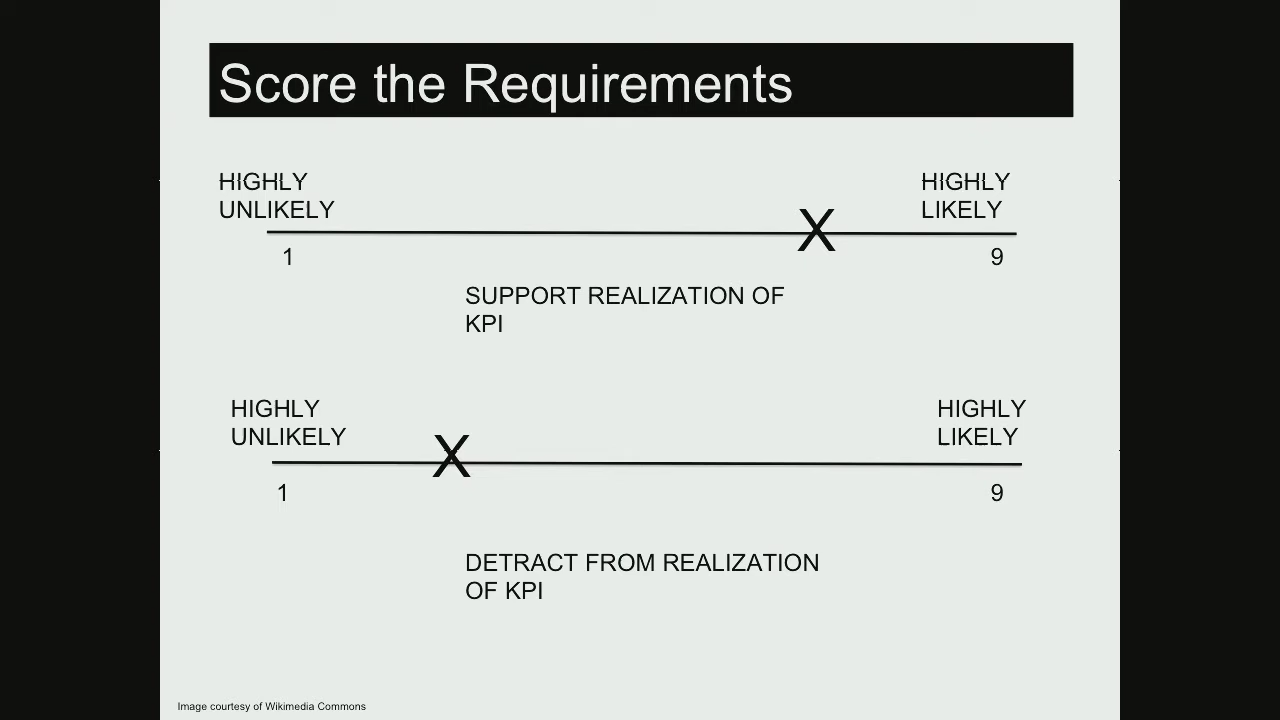 Score the Requirements
HIGHLY
UNLIKELY
HIGHLY
LIKELY
X
1
9
SUPPORT REALIZATION OF
KPI
HIGHLY
UNLIKELY
HIGHLY
LIKELY
X
1
9
DETRACT FROM REALIZATION
OF KPI
Image courtesy of Wikimedia Commons